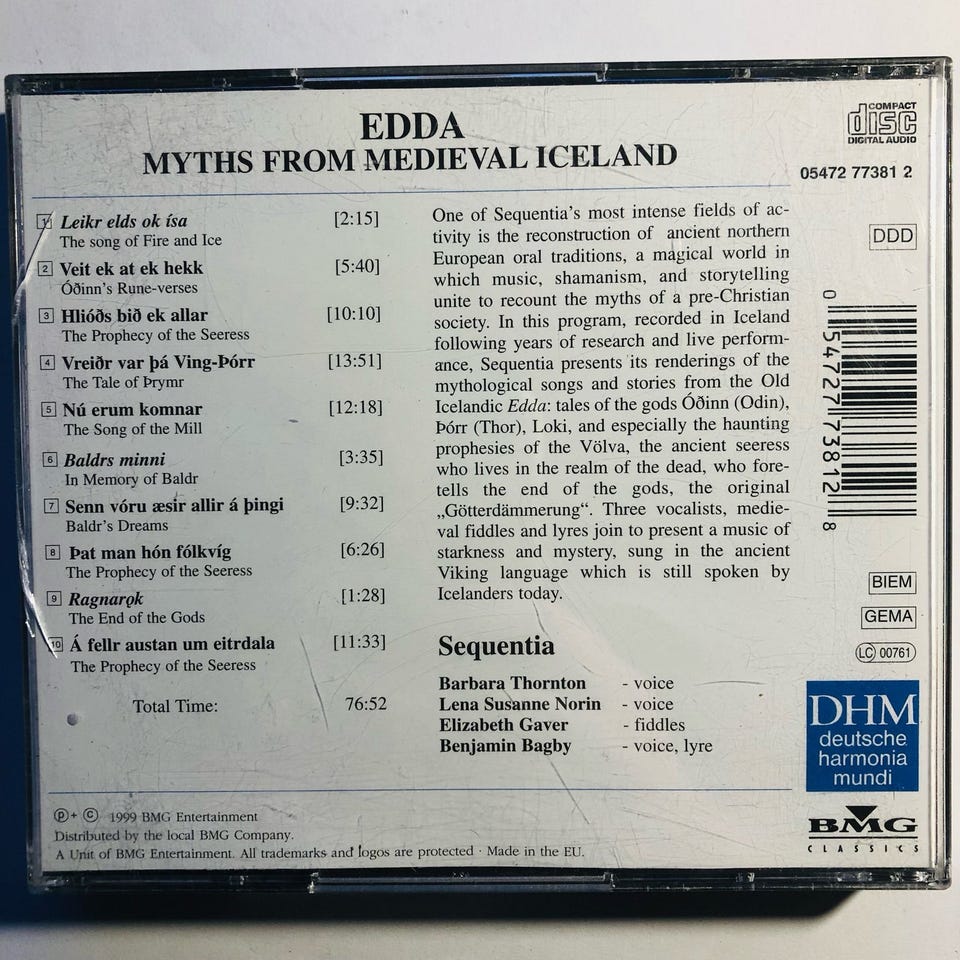 EDDA
MYTHS FROM MEDIEVAL ICELAND
COMPACT
disc
DIGITAL AUDIO
05472 77381 2
1 Leikr elds ok ísa [2:15]
The song of Fire and Ice
2 Veit ek at ek hekk [5:40]
Óðinn's Rune-verses
3 Hlióðs bið ek allar [10:10]
The Prophecy of the Seeress
4 Vreiðr var þá Ving-Þórr [13:51]
The Tale of Þrymr
5 Nú erum komnar [12:18]
The Song of the Mill
6 Baldrs minni [3:35]
In Memory of Baldr
7 Senn vóru æsir allir á þingi [9:32]
Baldr's Dreams
8 Þat man hón fólkvíg [6:26]
The Prophecy of the Seeress
9 Ragnarǫk [1:28]
The End of the Gods
10 Á fellr austan um eitrdala [11:33]
The Prophecy of the Seeress
Total Time: 76:52
One of Sequentia's most intense fields of ac-
tivity is the reconstruction of ancient northern
European oral traditions, a magical world in
which music, shamanism, and storytelling
unite to recount the myths of a pre-Christian
society. In this program, recorded in Iceland
following years of research and live perform-
ance, Sequentia presents its renderings of the
mythological songs and stories from the Old
Icelandic Edda: tales of the gods Óðinn (Odin),
Þórr (Thor), Loki, and especially the haunting
prophesies of the Völva, the ancient seeress
who lives in the realm of the dead, who fore-
tells the end of the gods, the original
„Götterdämmerung“. Three vocalists, medie-
val fiddles and lyres join to present a music of
starkness and mystery, sung in the ancient
Viking language which is still spoken by
Icelanders today.
Sequentia
Barbara Thornton - voice
Lena Susanne Norin - voice
Elizabeth Gaver - fiddles
Benjamin Bagby - voice, lyre
DDD
0 54727 73812 8
BIEM
GEMA
LC 00761
DHM
deutsche
harmonia
mundi
BMG
CLASSICS
℗ + © 1999 BMG Entertainment
Distributed by the local BMG Company.
A Unit of BMG Entertainment. All trademarks and logos are protected · Made in the EU.